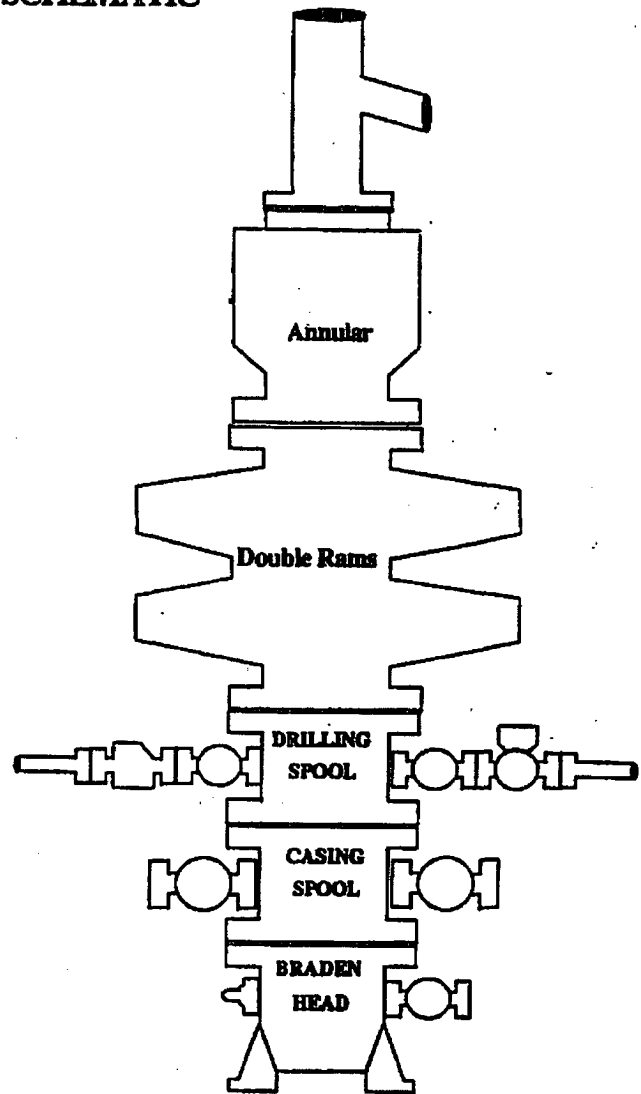 SCHEMATIC
Annular
Double Rams
DRILLING
SPOOL
CASING
SPOOL
BRADEN
HEAD